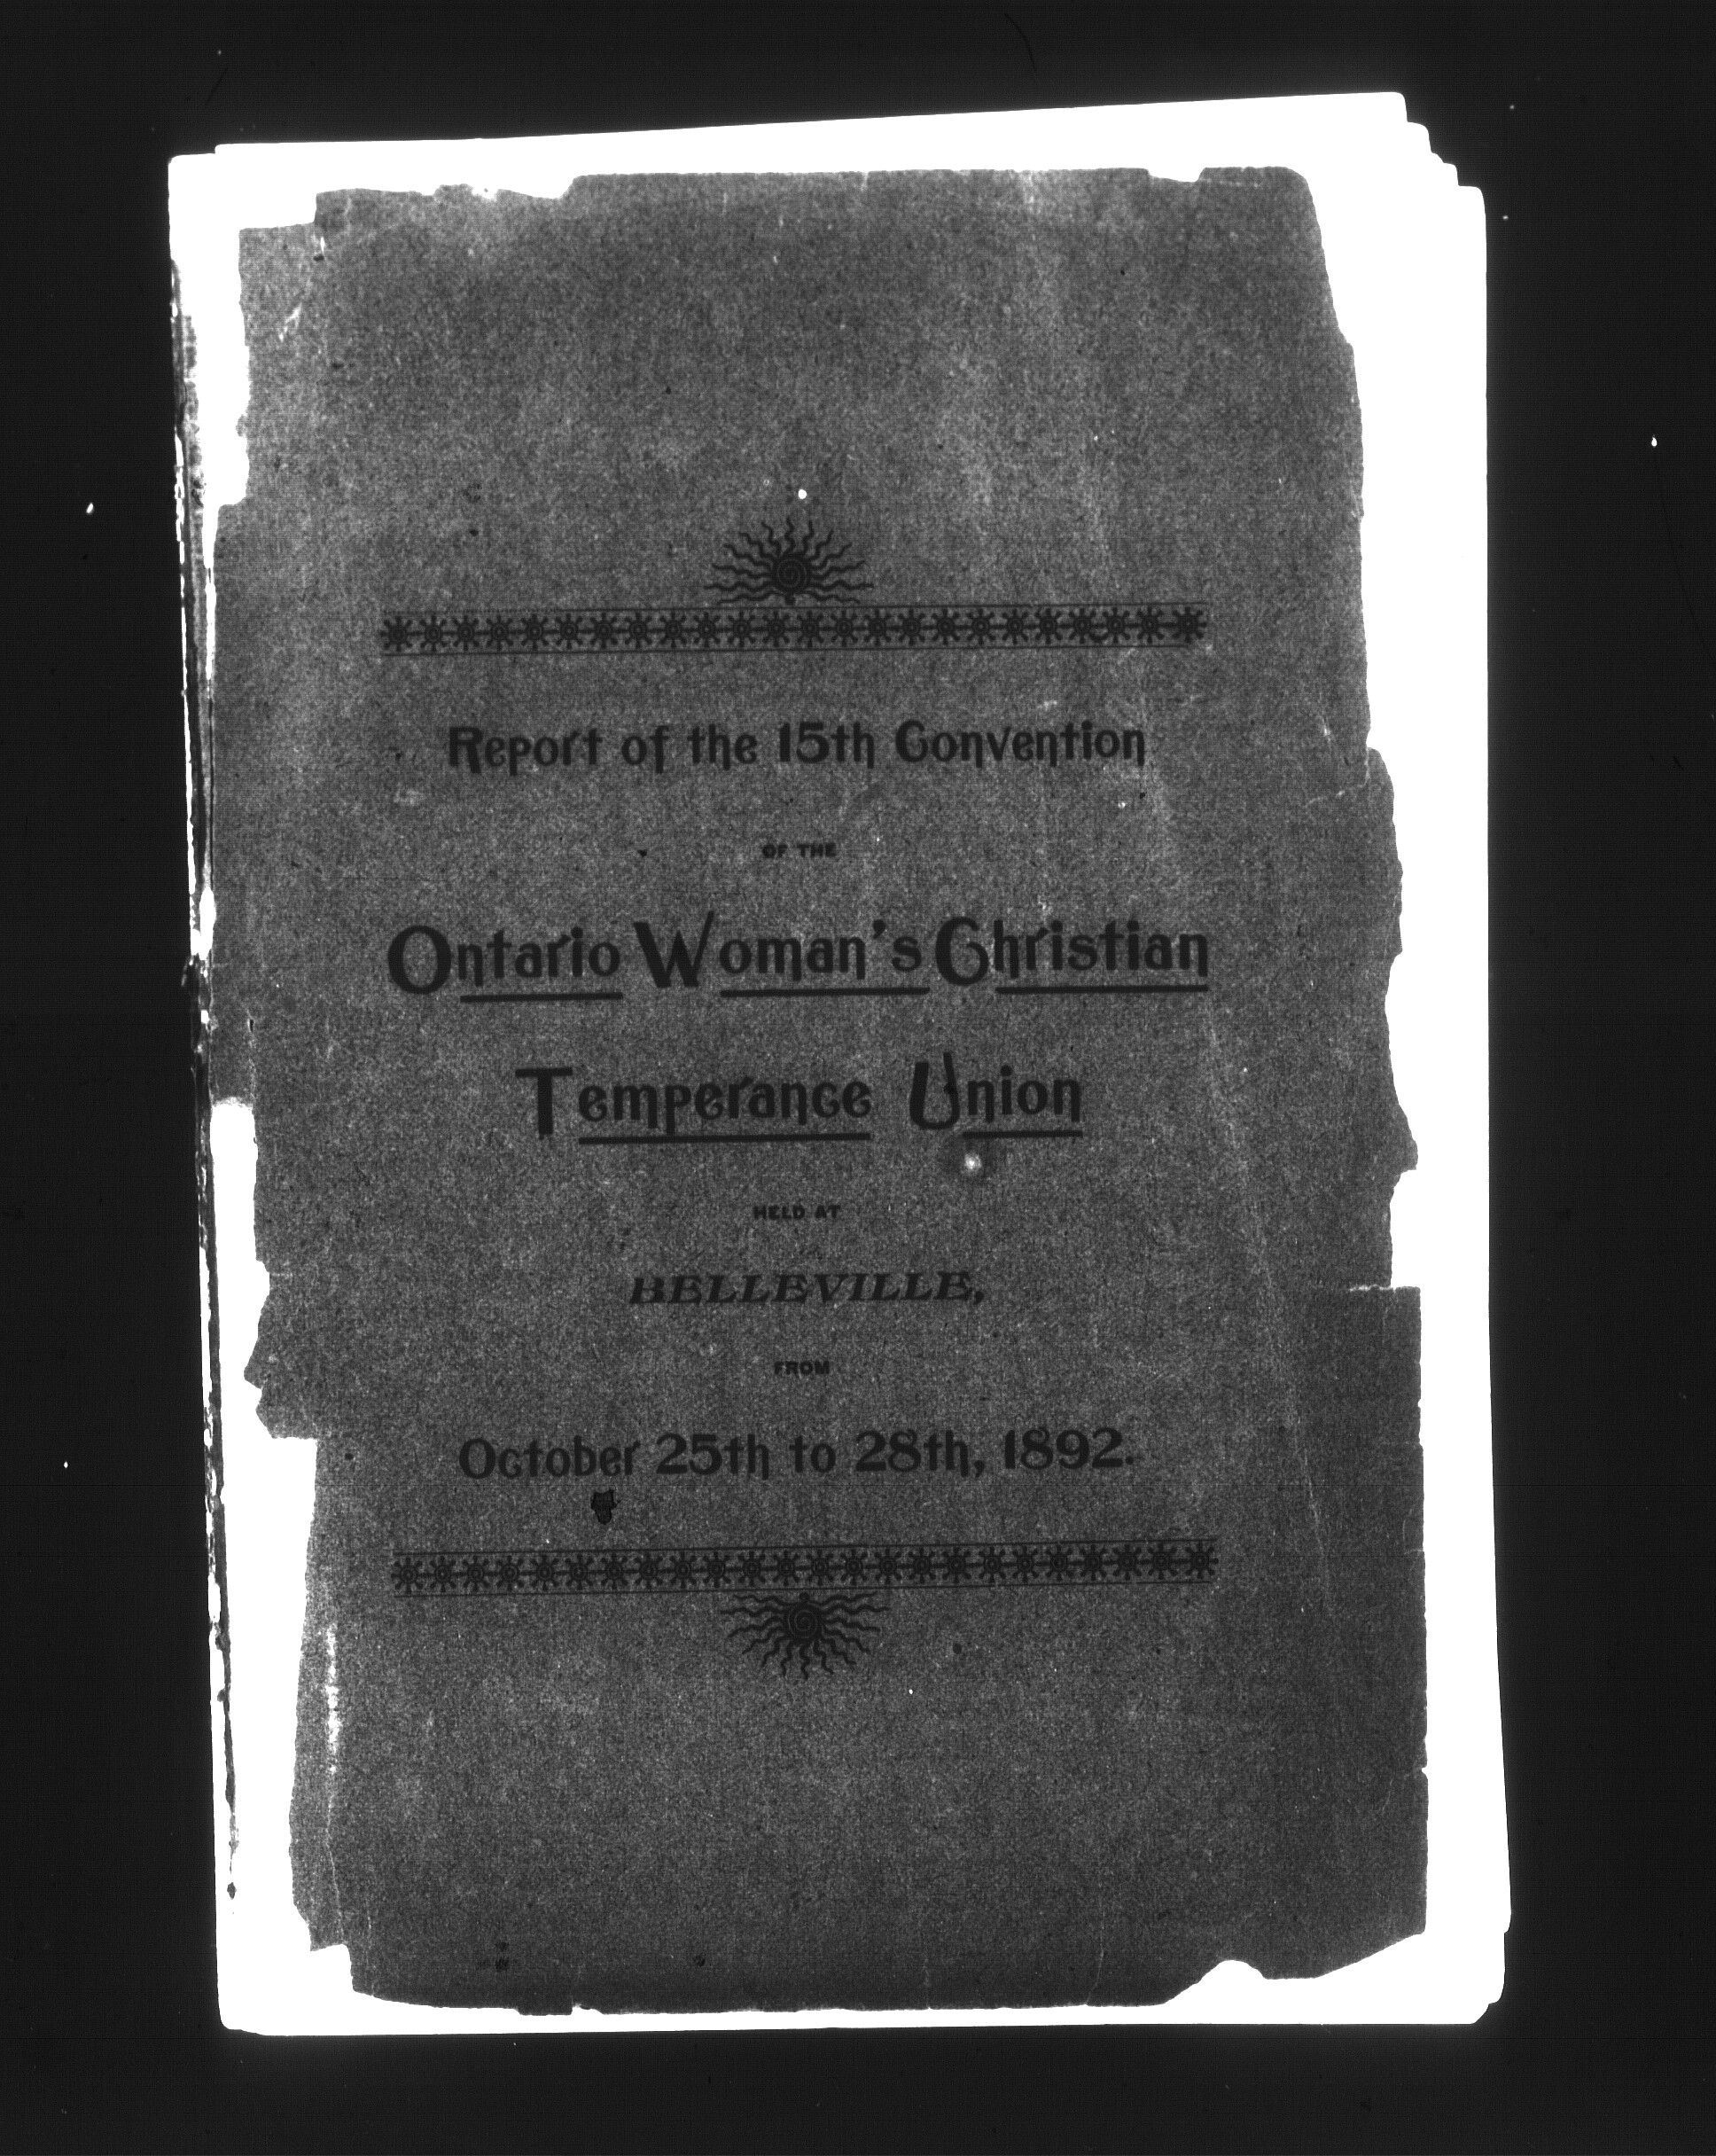 Report of the 15th Convention
OF THE
Ontario Woman's Christian
Temperance Union
HELD AT
BELLEVILLE,
FROM
October 25th to 28th, 1892.